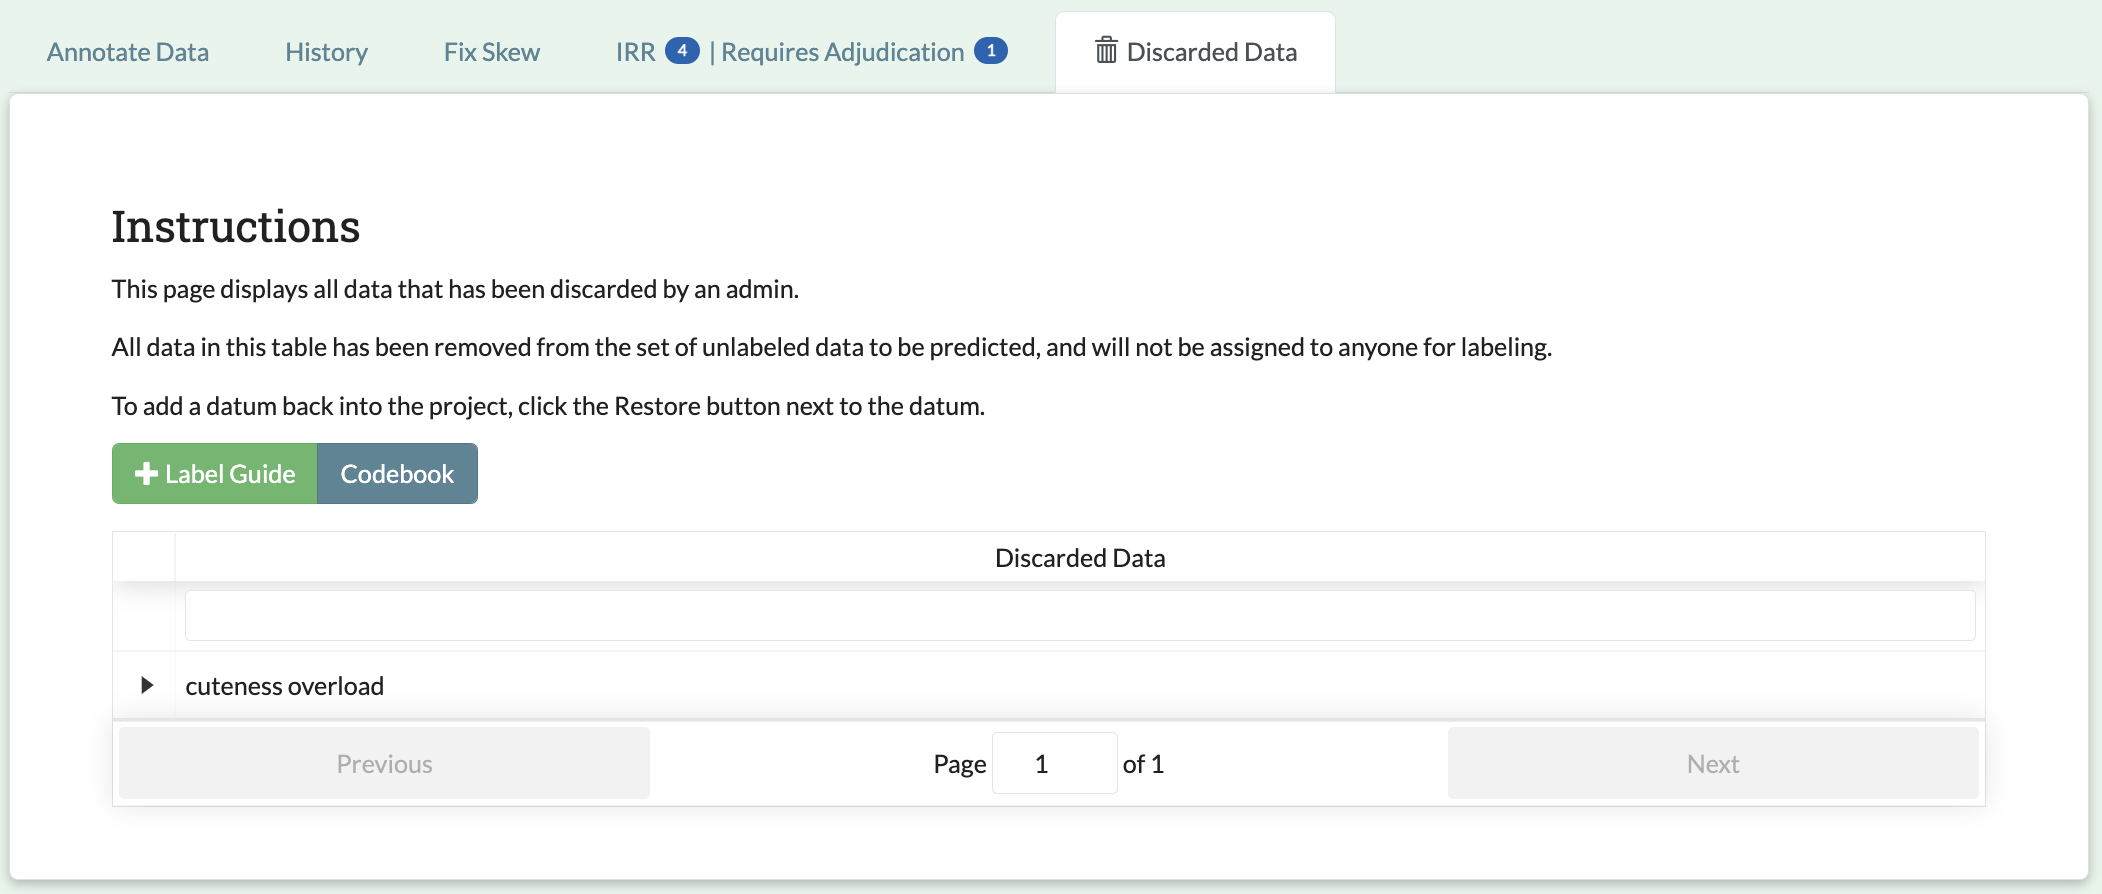 Annotate Data History Fix Skew IRR 4 | Requires Adjudication 1 Discarded Data
Instructions
This page displays all data that has been discarded by an admin.
All data in this table has been removed from the set of unlabeled data to be predicted, and will not be assigned to anyone for labeling.
To add a datum back into the project, click the Restore button next to the datum.
Label Guide Codebook
Discarded Data
cuteness overload
Previous Page 1 of 1 Next